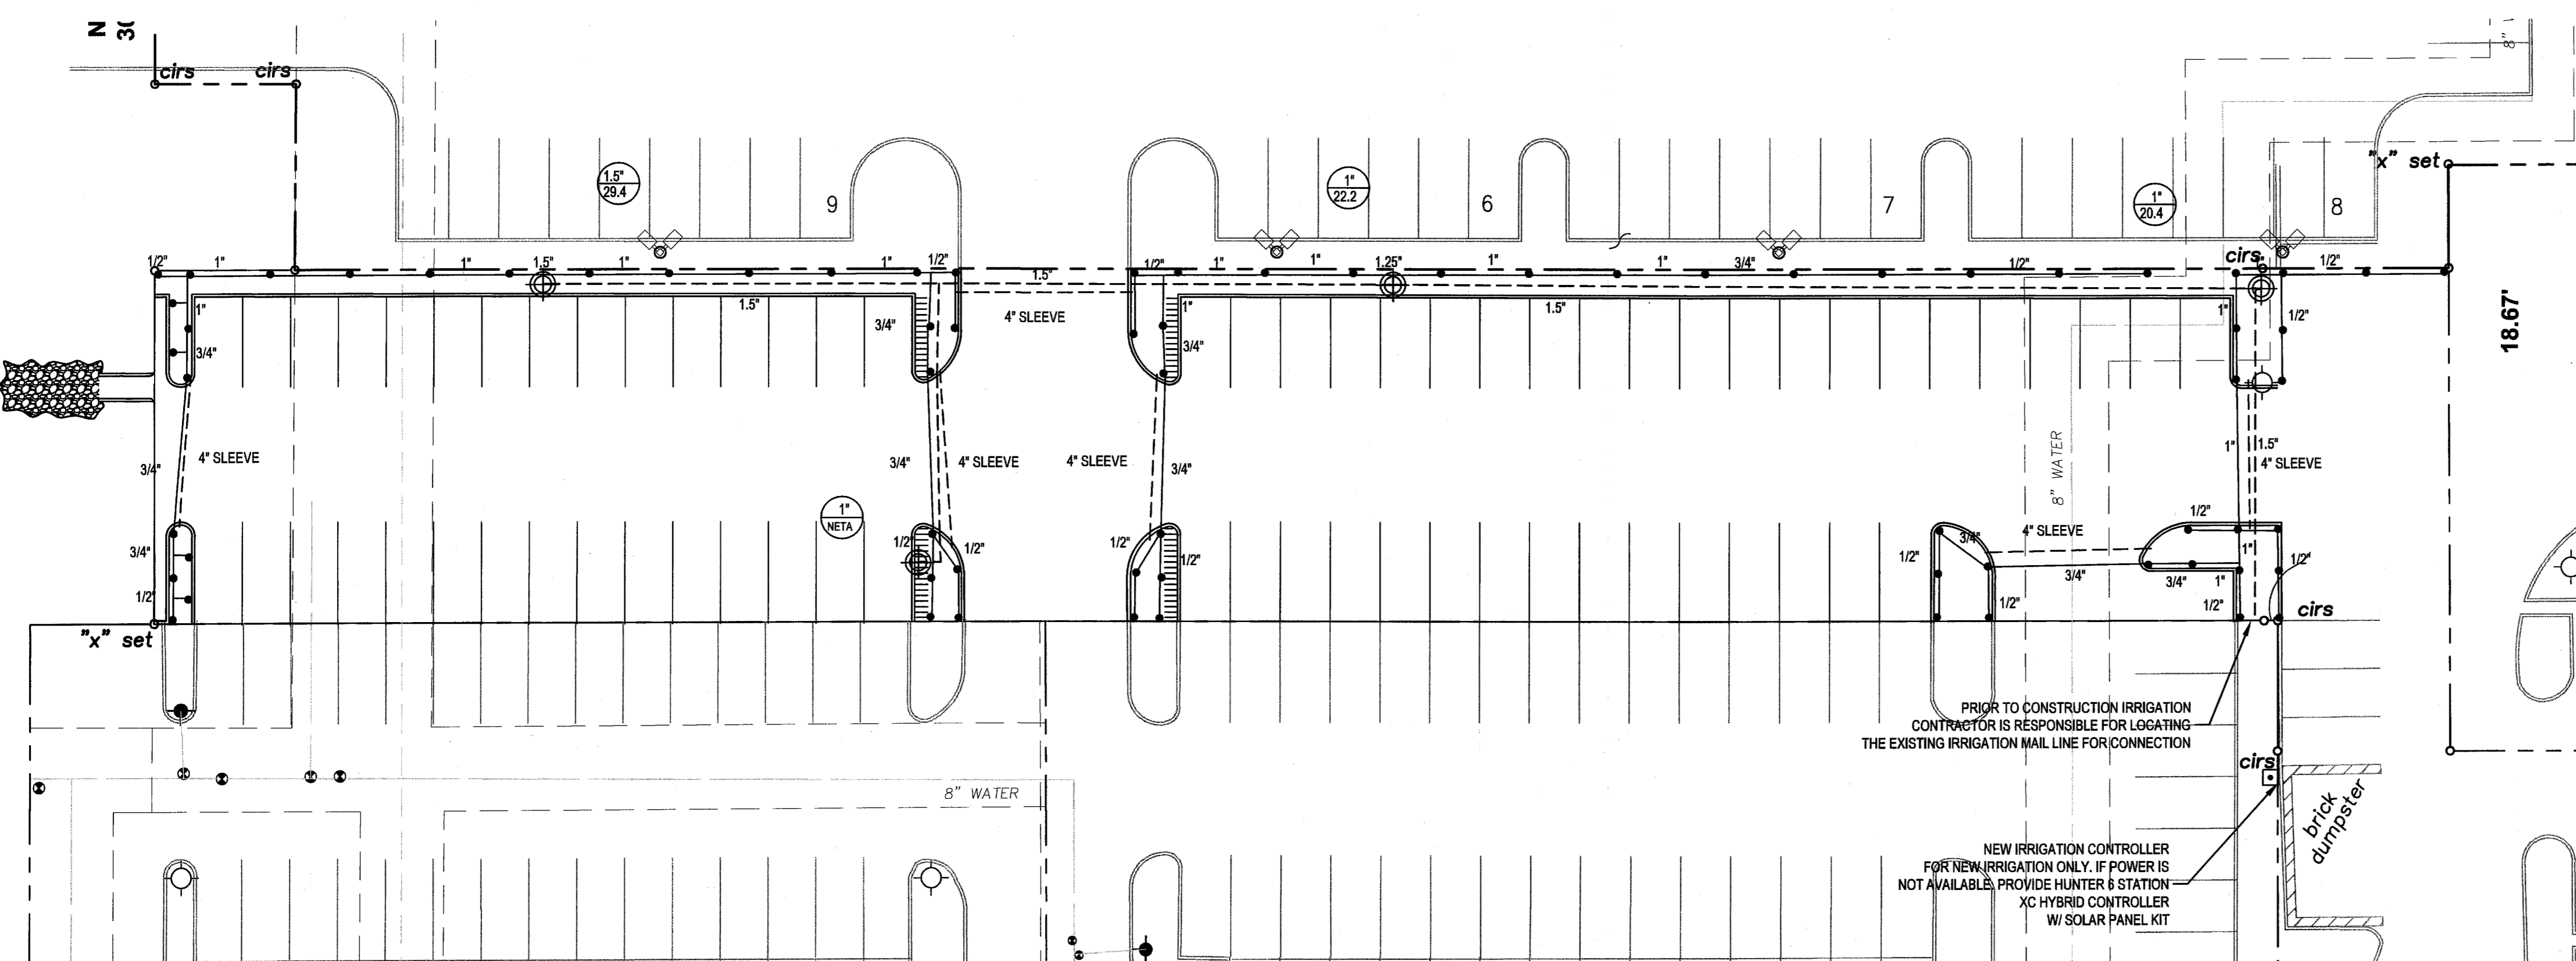 N
cirs
cirs
8"
"x" set
1.5"
29.4
9
1"
22.2
6
7
1"
20.4
8
1/2"
1"
1"
1.5"
1"
1"
1/2"
1.5"
1/2"
1"
1"
1.25"
1"
1"
3/4"
1/2"
cirs
1/2"
1"
1.5"
3/4"
4" SLEEVE
1"
1.5"
1"
1/2"
18.67'
3/4"
3/4"
3/4"
4" SLEEVE
3/4"
4" SLEEVE
4" SLEEVE
3/4"
8" WATER
1"
1.5"
4" SLEEVE
1"
NETA
3/4"
1/2"
1/2"
1/2"
1/2"
1/2"
3/4"
4" SLEEVE
1/2"
1"
1/2"
3/4"
3/4"
1"
1/2"
1/2"
1/2"
cirs
"x" set
PRIOR TO CONSTRUCTION IRRIGATION
CONTRACTOR IS RESPONSIBLE FOR LOCATING
THE EXISTING IRRIGATION MAIL LINE FOR CONNECTION
cirs
8" WATER
brick
dumpster
NEW IRRIGATION CONTROLLER
FOR NEW IRRIGATION ONLY. IF POWER IS
NOT AVAILABLE, PROVIDE HUNTER 6 STATION
XC HYBRID CONTROLLER
W/ SOLAR PANEL KIT